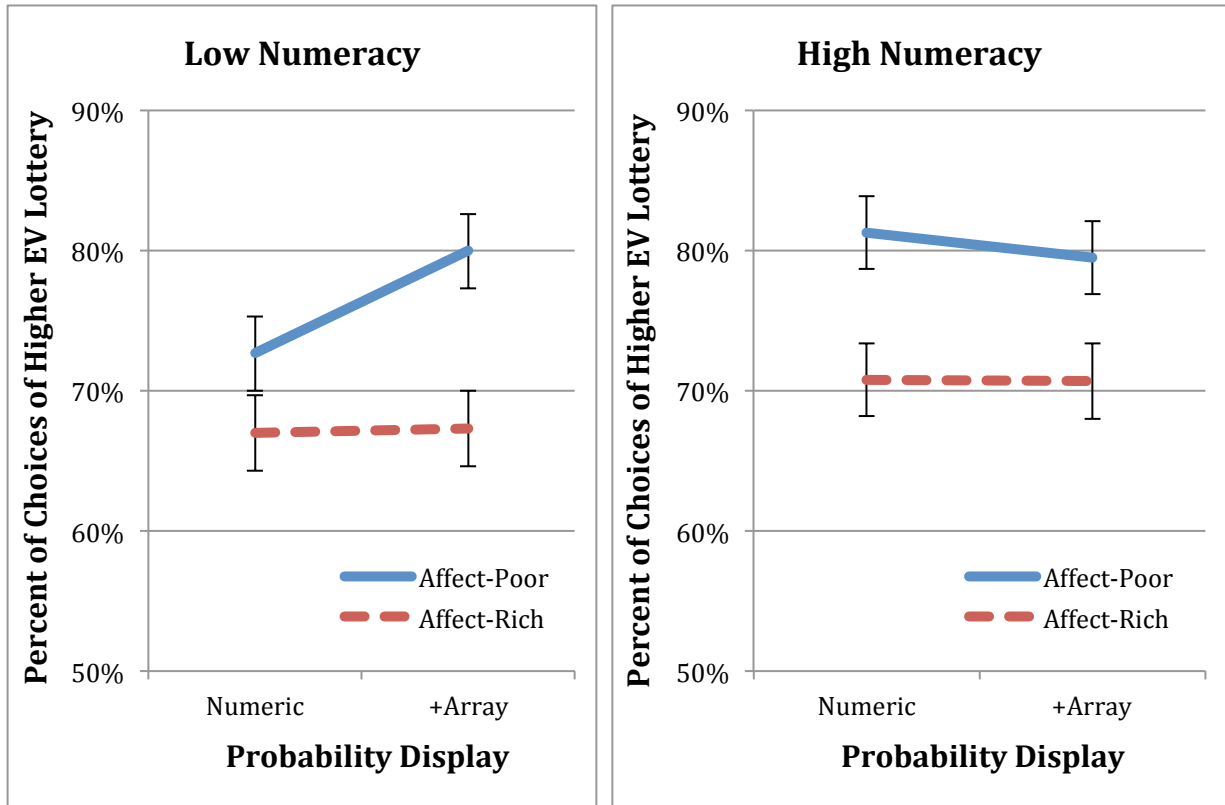 Low Numeracy
Percent of Choices of Higher EV Lottery
90%
80%
70%
60%
50%
Affect-Poor
Affect-Rich
Numeric
+Array
Probability Display
High Numeracy
Percent of Choices of Higher EV Lottery
90%
80%
70%
60%
50%
Affect-Poor
Affect-Rich
Numeric
+Array
Probability Display